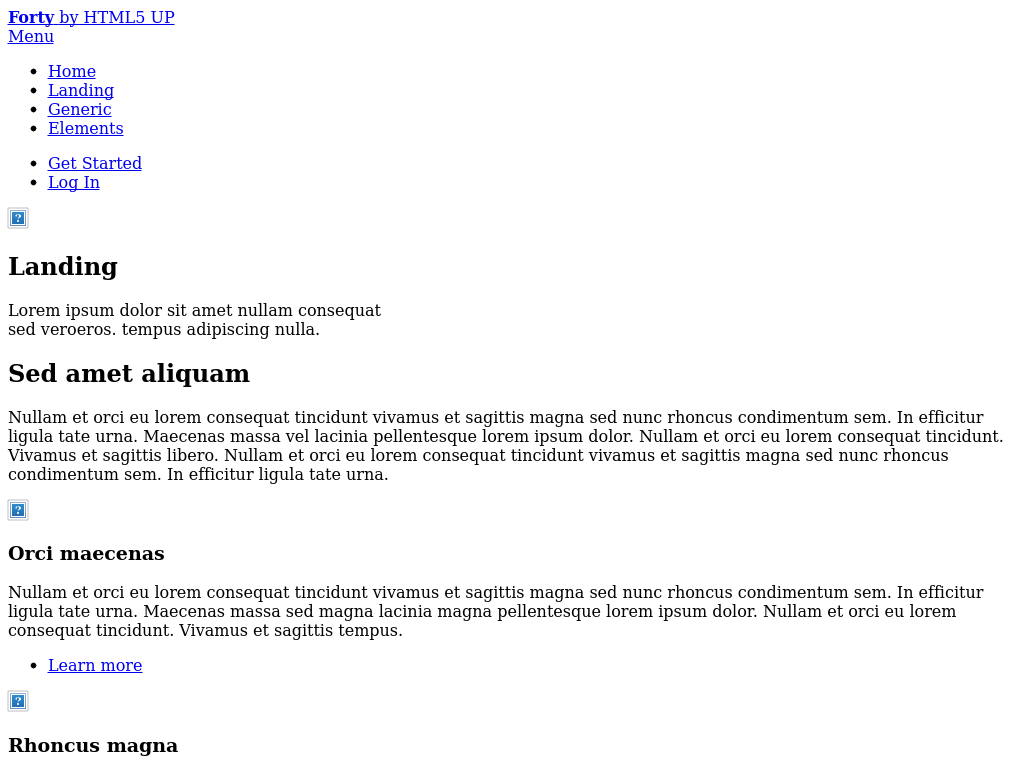 Forty by HTML5 UP
Menu
Home
Landing
Generic
Elements
Get Started
Log In
Landing
Lorem ipsum dolor sit amet nullam consequat
sed veroeros. tempus adipiscing nulla.
Sed amet aliquam
Nullam et orci eu lorem consequat tincidunt vivamus et sagittis magna sed nunc rhoncus condimentum sem. In efficitur
ligula tate urna. Maecenas massa vel lacinia pellentesque lorem ipsum dolor. Nullam et orci eu lorem consequat tincidunt.
Vivamus et sagittis libero. Nullam et orci eu lorem consequat tincidunt vivamus et sagittis magna sed nunc rhoncus
condimentum sem. In efficitur ligula tate urna.
Orci maecenas
Nullam et orci eu lorem consequat tincidunt vivamus et sagittis magna sed nunc rhoncus condimentum sem. In efficitur
ligula tate urna. Maecenas massa sed magna lacinia magna pellentesque lorem ipsum dolor. Nullam et orci eu lorem
consequat tincidunt. Vivamus et sagittis tempus.
Learn more
Rhoncus magna